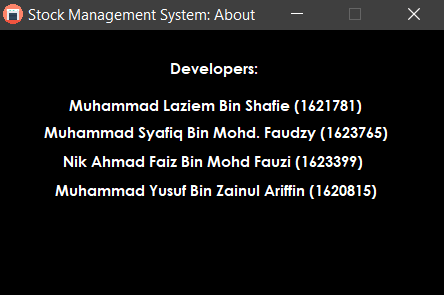 Stock Management System: About
Developers:
Muhammad Laziem Bin Shafie (1621781)
Muhammad Syafiq Bin Mohd. Faudzy (1623765)
Nik Ahmad Faiz Bin Mohd Fauzi (1623399)
Muhammad Yusuf Bin Zainul Ariffin (1620815)